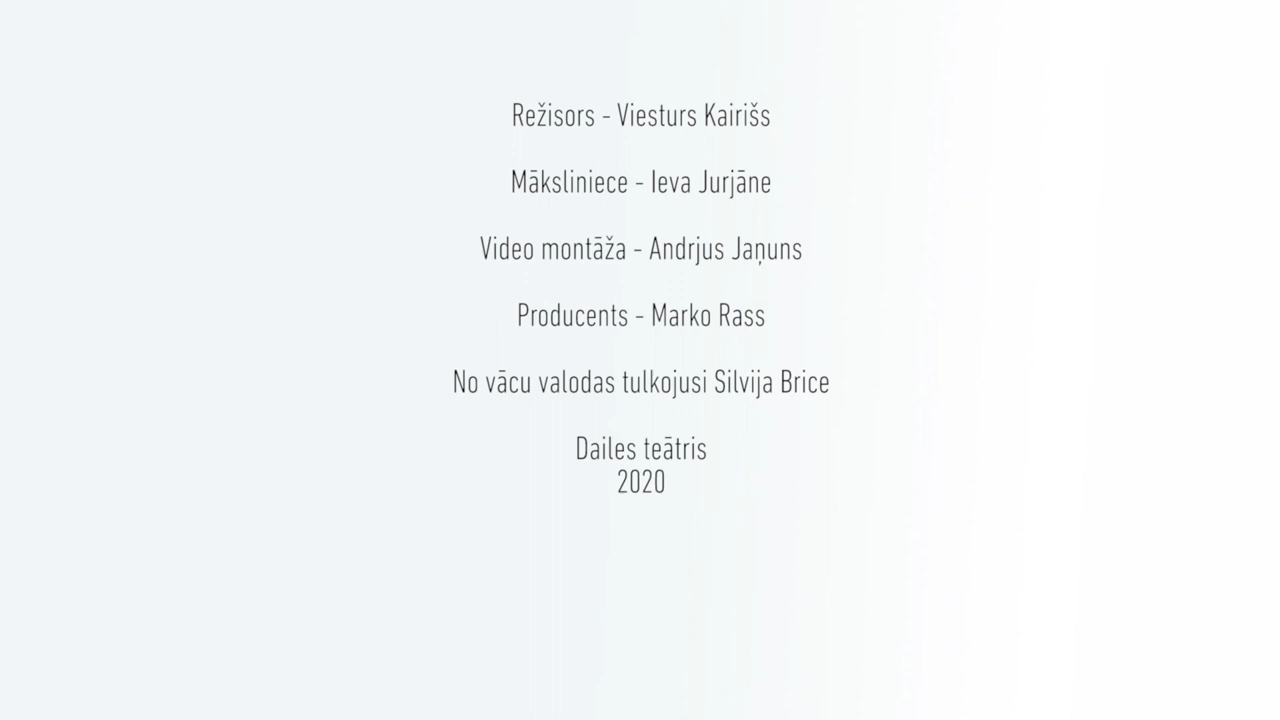 Režisors - Viesturs Kairišs
Māksliniece - Ieva Jurjāne
Video montāža - Andrjus Jaņuns
Producents - Marko Rass
No vācu valodas tulkojusi Silvija Brice
Dailes teātris
2020